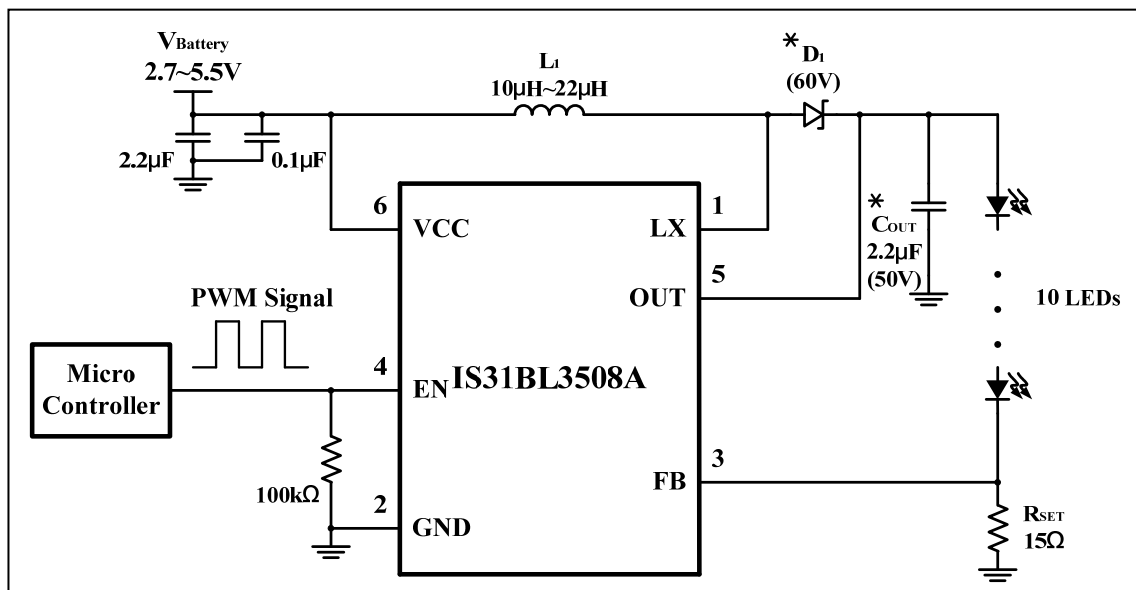 VBattery
2.7~5.5V
2.2µF
0.1µF
L1
10µH~22µH
*
D1
(60V)
*
COUT
2.2µF
(50V)
10 LEDs
6
VCC
1
LX
5
OUT
PWM Signal
Micro
Controller
4
EN
IS31BL3508A
3
FB
100kΩ
2
GND
RSET
15Ω